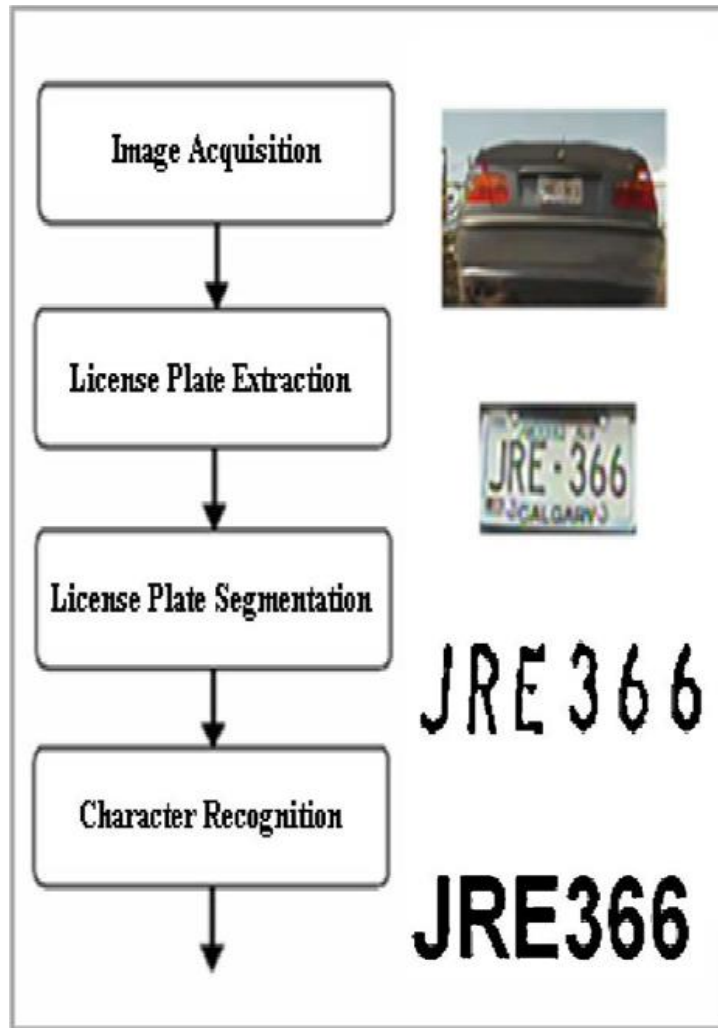 Image Acquisition
License Plate Extraction
JRE·366
CALGARY
License Plate Segmentation
JRE366
Character Recognition
JRE366